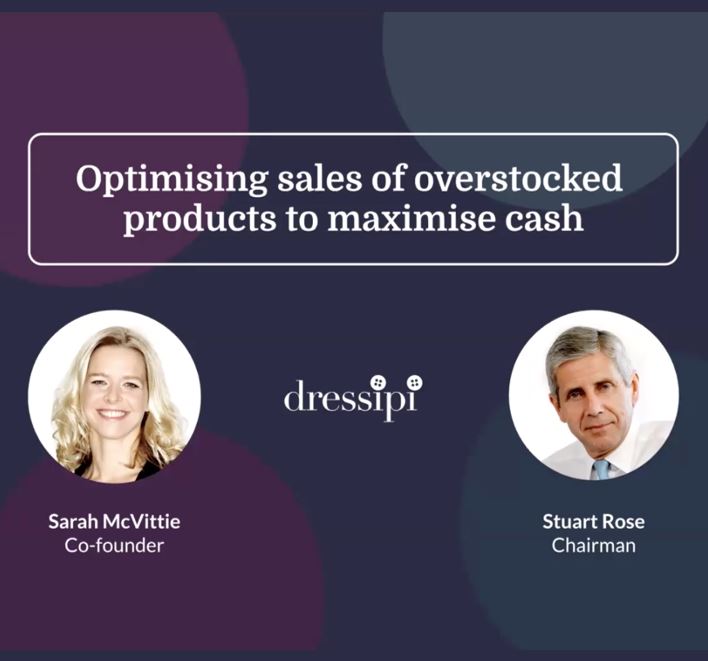 Optimising sales of overstocked
products to maximise cash
dressipi
Sarah McVittie
Co-founder
Stuart Rose
Chairman